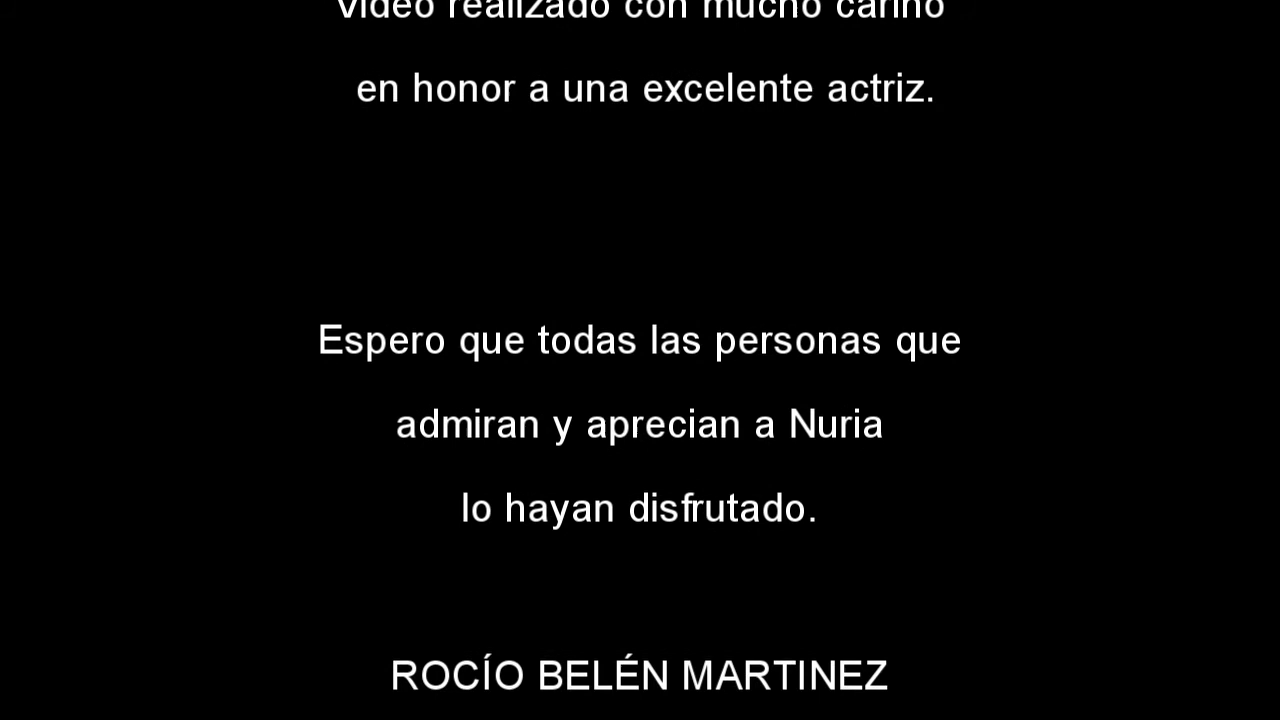 video realizado con mucho cariño
en honor a una excelente actriz.
Espero que todas las personas que
admiran y aprecian a Nuria
lo hayan disfrutado.
ROCÍO BELÉN MARTINEZ